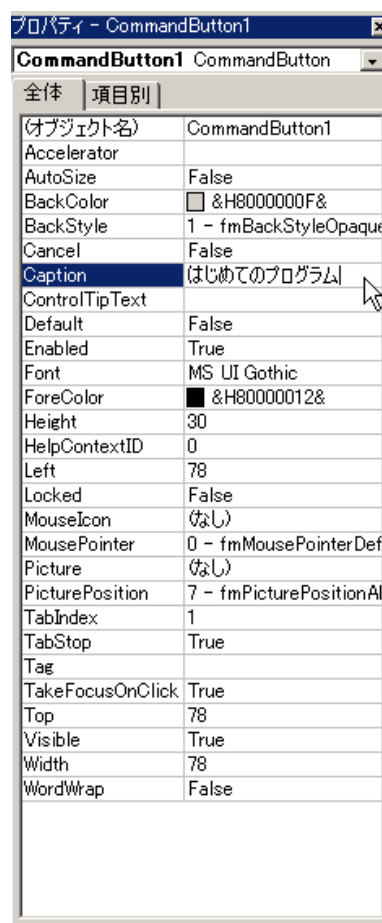 プロパティ - CommandButton1
CommandButton1 CommandButton
全体 項目別
(オブジェクト名) CommandButton1
Accelerator
AutoSize False
BackColor &H8000000F&
BackStyle 1 - fmBackStyleOpaque
Cancel False
Caption はじめてのプログラム
ControlTipText
Default False
Enabled True
Font MS UI Gothic
ForeColor &H80000012&
Height 30
HelpContextID 0
Left 78
Locked False
MouseIcon (なし)
MousePointer 0 - fmMousePointerDef
Picture (なし)
PicturePosition 7 - fmPicturePositionAl
TabIndex 1
TabStop True
Tag
TakeFocusOnClick True
Top 78
Visible True
Width 78
WordWrap False